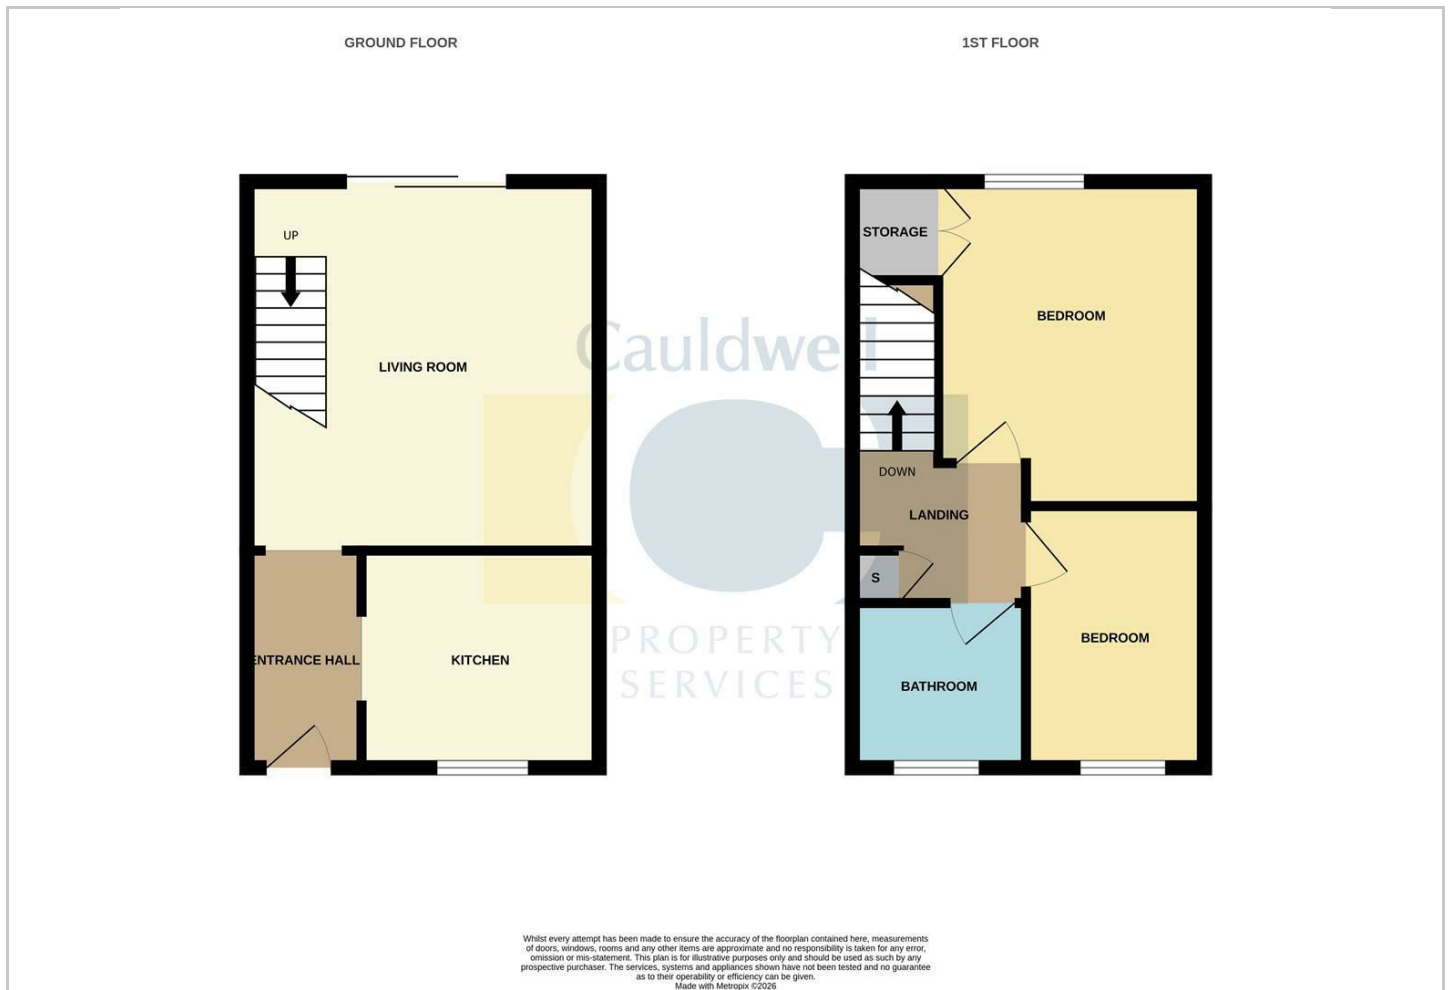 GROUND FLOOR
1ST FLOOR
UP
LIVING ROOM
ENTRANCE HALL
KITCHEN
STORAGE
BEDROOM
DOWN
LANDING
S
BATHROOM
BEDROOM
Cauldwell
PROPERTY
SERVICES
Whilst every attempt has been made to ensure the accuracy of the floorplan contained here, measurements
of doors, windows, rooms and any other items are approximate and no responsibility is taken for any error,
omission or mis-statement. This plan is for illustrative purposes only and should be used as such by any
prospective purchaser. The services, systems and appliances shown have not been tested and no guarantee
as to their operability or efficiency can be given.
Made with Metropix ©2026